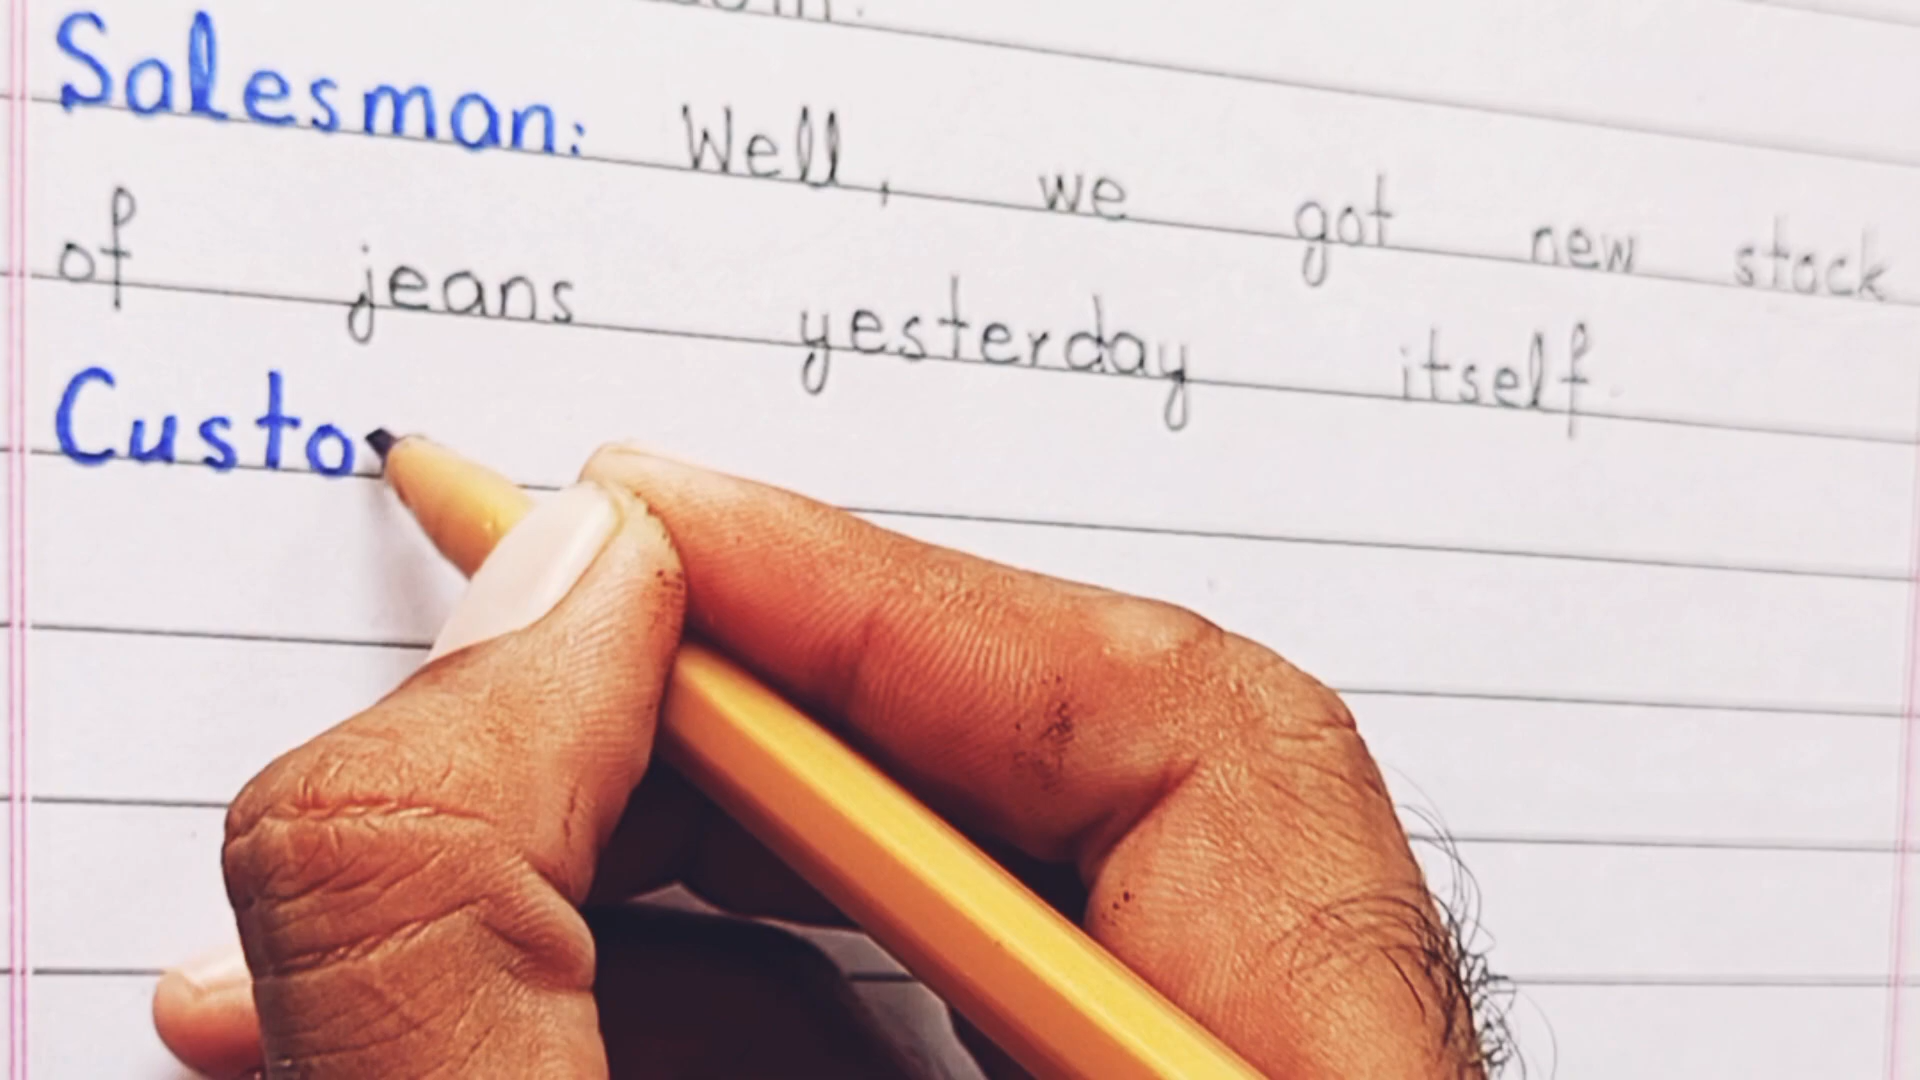 Salesman: Well, we got new stock
of jeans yesterday itself.
Custo